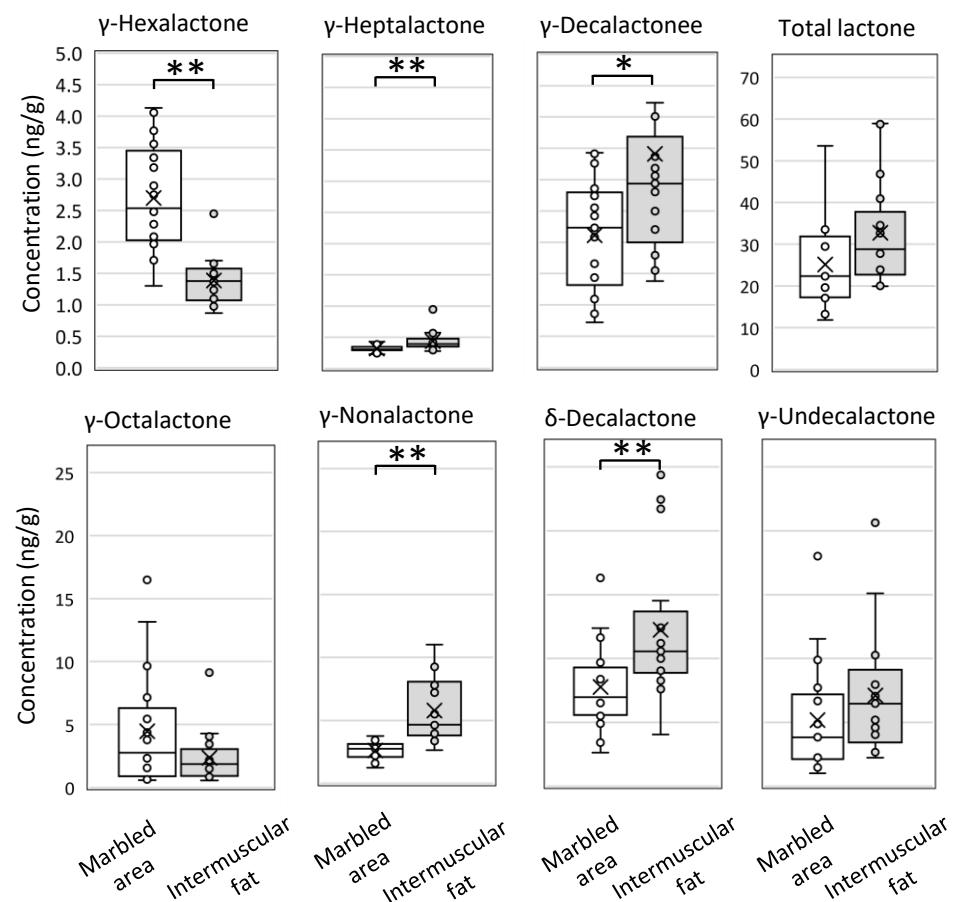 γ-Hexalactone
γ-Heptalactone
γ-Decalactonee
Total lactone
Concentration (ng/g)
5.0
4.5
4.0
3.5
3.0
2.5
2.0
1.5
1.0
0.5
0.0
**
**
*
70
60
50
40
30
20
10
0
γ-Octalactone
γ-Nonalactone
δ-Decalactone
γ-Undecalactone
Concentration (ng/g)
25
20
15
10
5
0
**
**
Marbled
area
Intermuscular
fat
Marbled
area
Intermuscular
fat
Marbled
area
Intermuscular
fat
Marbled
area
Intermuscular
fat